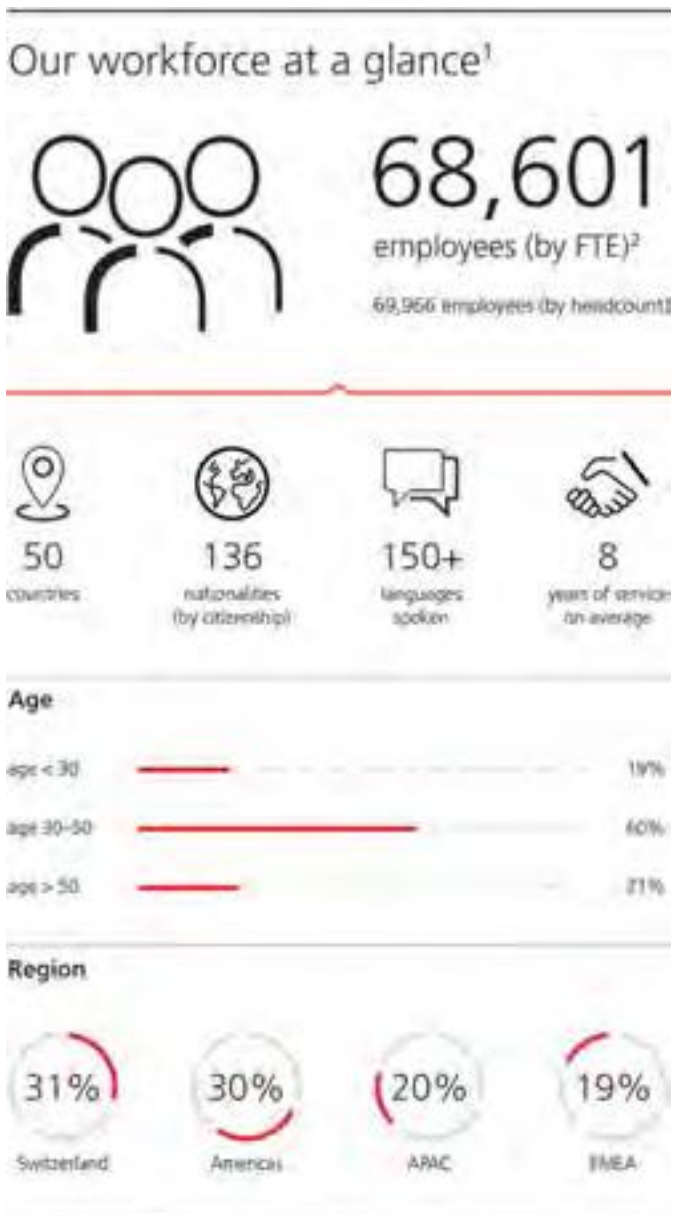 Our workforce at a glance¹
68,601
employees (by FTE)²
69,966 employees (by headcount)
50
countries
136
nationalities
(by citizenship)
150+
languages
spoken
8
years of service
on average
Age
age < 30 19%
age 30–50 60%
age > 50 21%
Region
31%
Switzerland
30%
Americas
20%
APAC
19%
EMEA